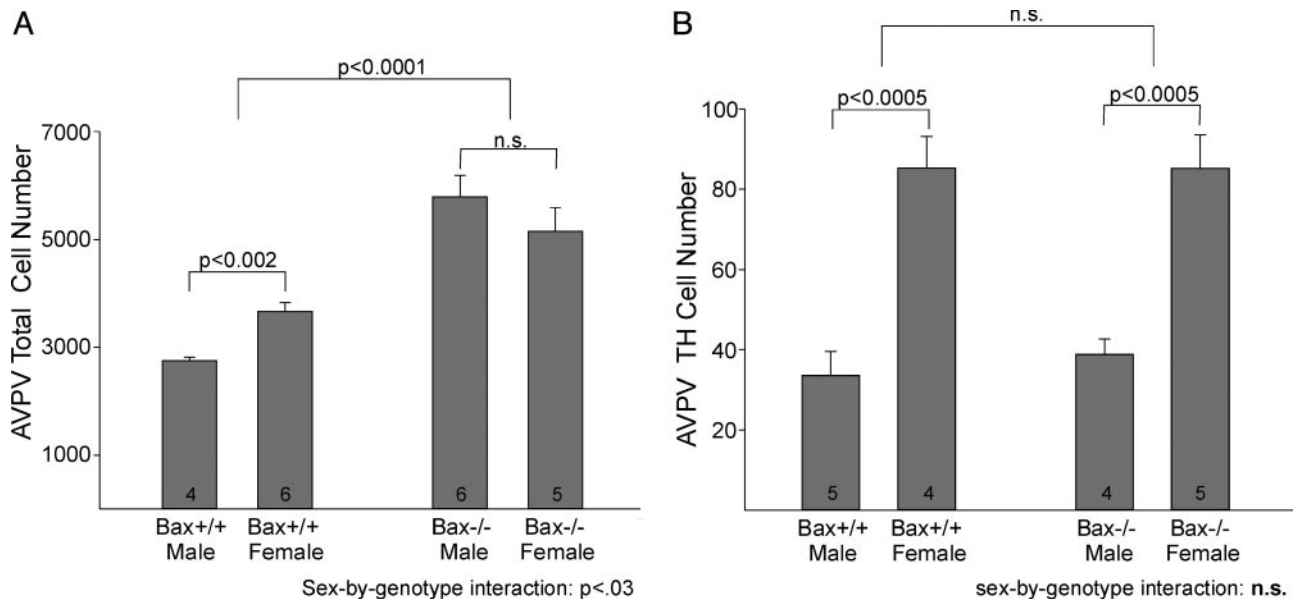 A
p<0.0001
n.s.
p<0.002
7000
5000
3000
1000
AVPV Total Cell Number
4
6
6
5
Bax+/+
Male
Bax+/+
Female
Bax-/-
Male
Bax-/-
Female
Sex-by-genotype interaction: p<.03
B
n.s.
p<0.0005
p<0.0005
100
80
60
40
20
AVPV TH Cell Number
5
4
4
5
Bax+/+
Male
Bax+/+
Female
Bax-/-
Male
Bax-/-
Female
sex-by-genotype interaction: n.s.